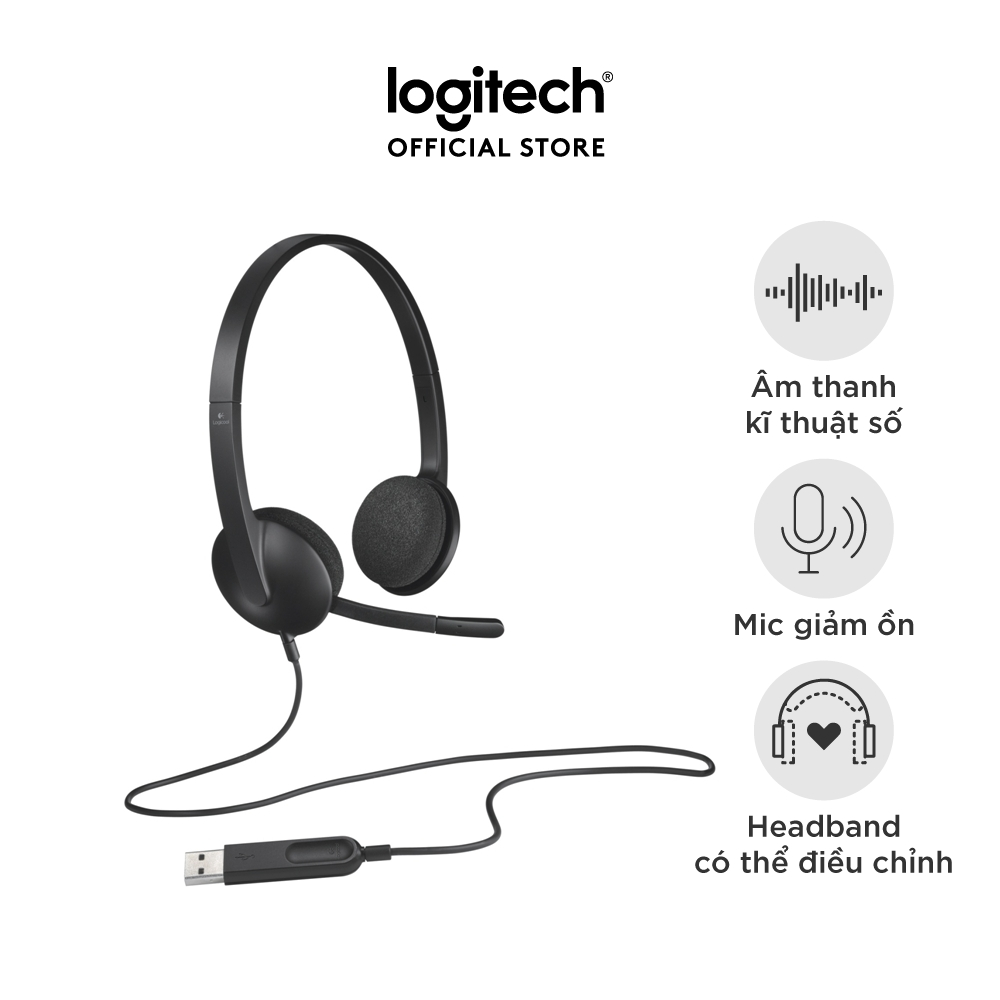 logitech®
OFFICIAL STORE
Âm thanh
kĩ thuật số
Mic giảm ồn
Headband
có thể điều chỉnh